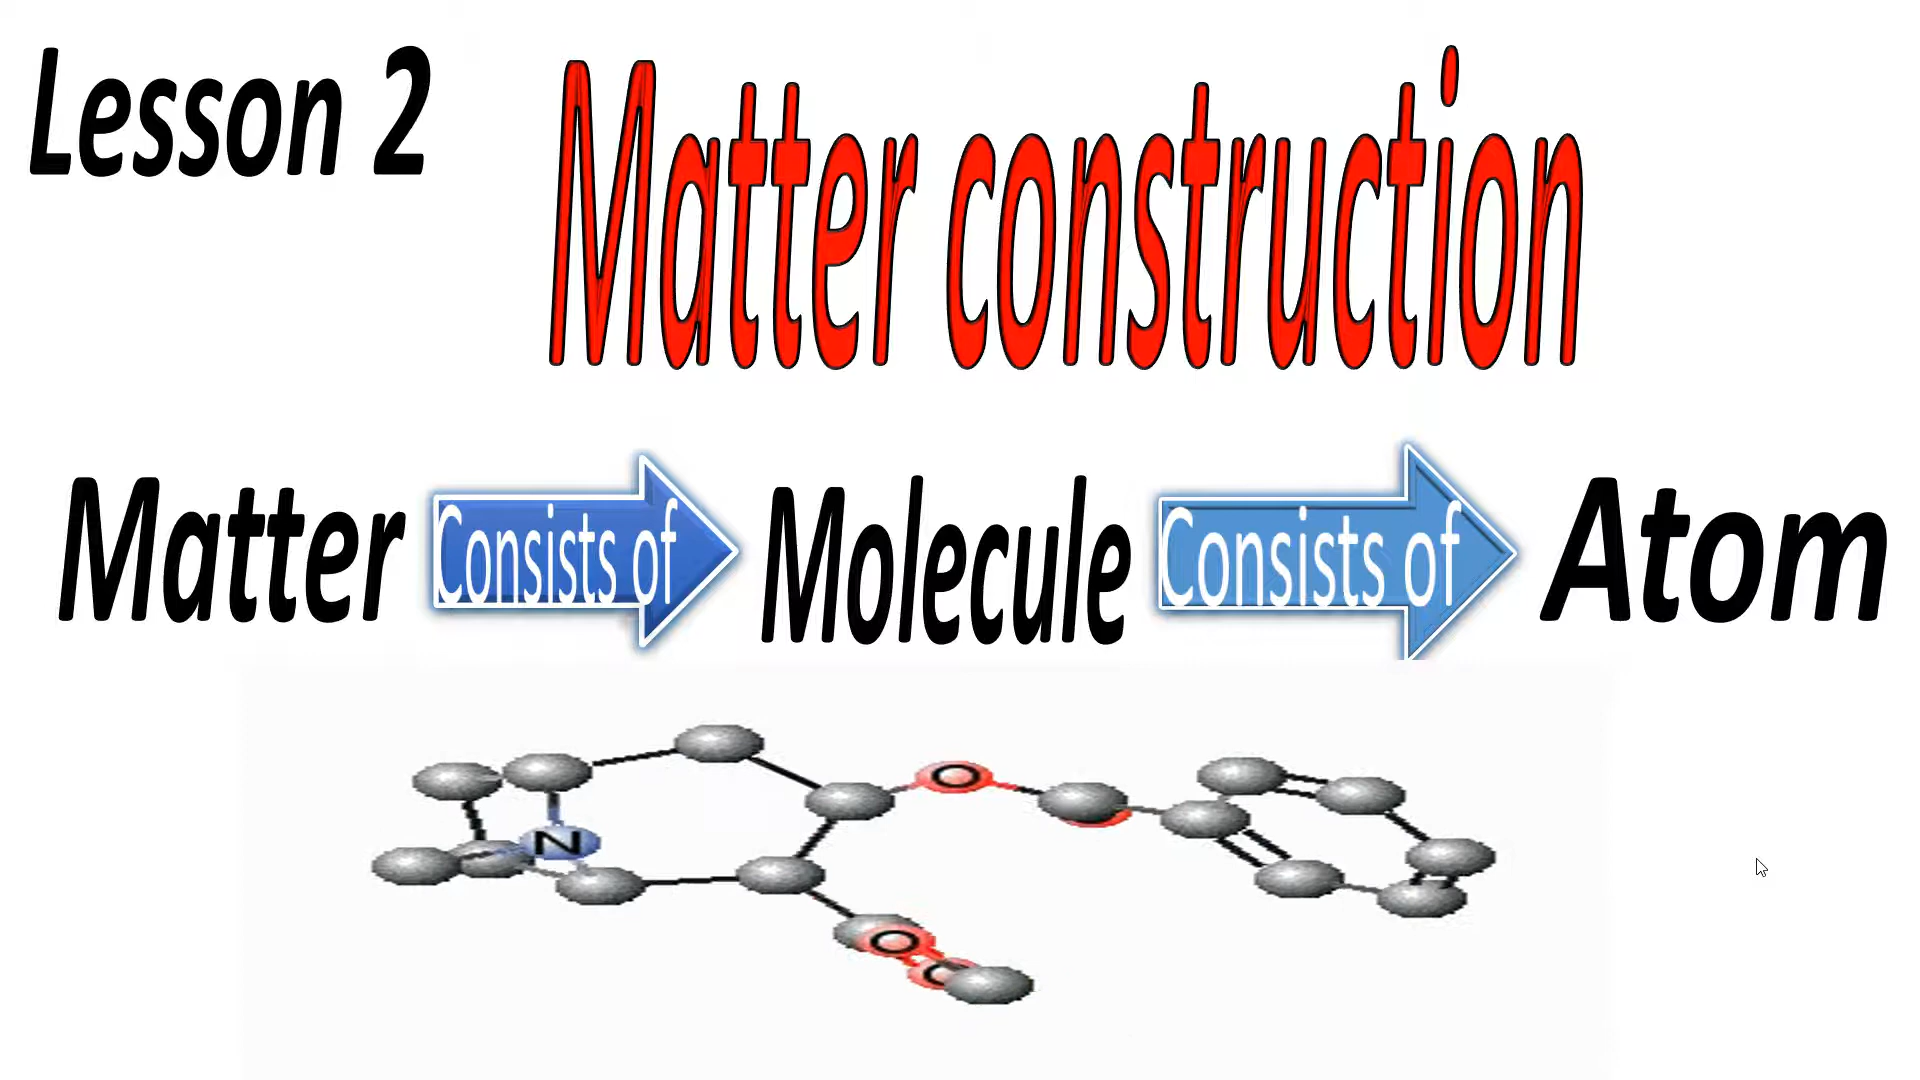 Lesson 2
Matter construction
Matter Consists of Molecule Consists of Atom
O
N
O
O